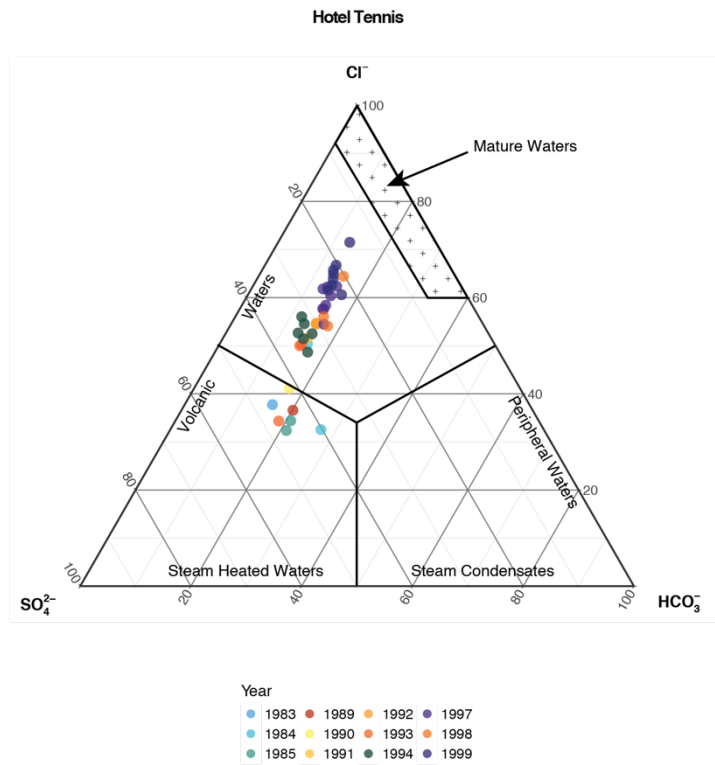 Hotel Tennis
Cl⁻
100
Mature Waters
20
80
40
Waters
60
60
Volcanic
40
Peripheral Waters
80
20
100
Steam Heated Waters
Steam Condensates
SO₄²⁻
20
40
60
80
100
HCO₃⁻
Year
1983 1989 1992 1997
1984 1990 1993 1998
1985 1991 1994 1999